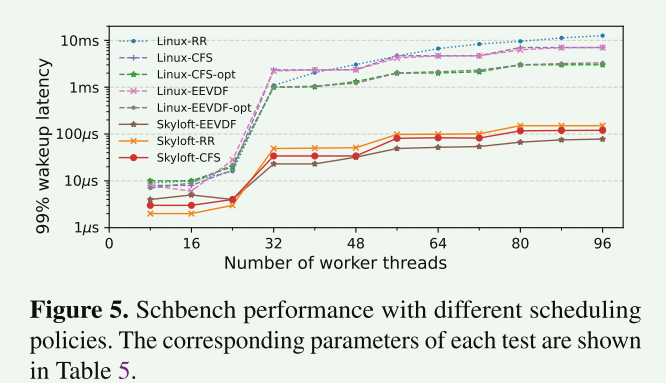 99% wakeup latency
10ms
1ms
100μs
10μs
1μs
Linux-RR
Linux-CFS
Linux-CFS-opt
Linux-EEVDF
Linux-EEVDF-opt
Skyloft-EEVDF
Skyloft-RR
Skyloft-CFS
0 16 32 48 64 80 96
Number of worker threads
Figure 5. Schbench performance with different scheduling
policies. The corresponding parameters of each test are shown
in Table 5.